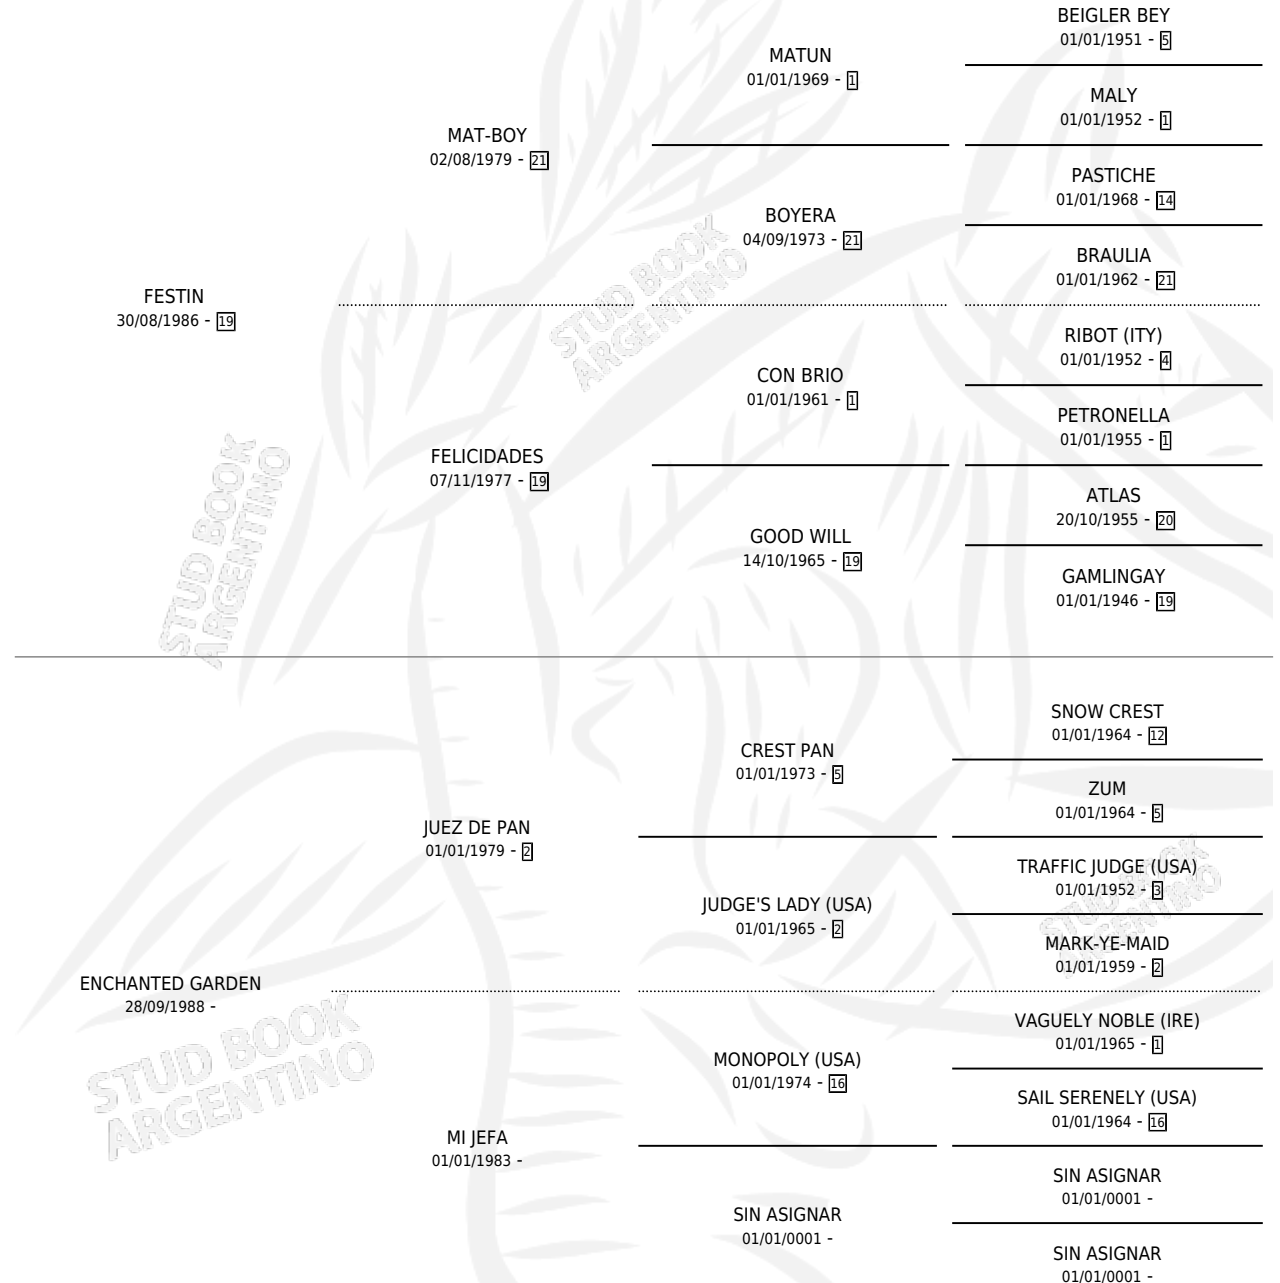 BEIGLER BEY
01/01/1951 - 5
MATUN
01/01/1969 - 1
MALY
01/01/1952 - 1
MAT-BOY
02/08/1979 - 21
PASTICHE
01/01/1968 - 14
BOYERA
04/09/1973 - 21
BRAULIA
01/01/1962 - 21
FESTIN
30/08/1986 - 19
RIBOT (ITY)
01/01/1952 - 4
CON BRIO
01/01/1961 - 1
PETRONELLA
01/01/1955 - 1
FELICIDADES
07/11/1977 - 19
ATLAS
20/10/1955 - 20
GOOD WILL
14/10/1965 - 19
GAMLINGAY
01/01/1946 - 19
STUD BOOK
ARGENTINO
STUD BOOK
ARGENTINO
SNOW CREST
01/01/1964 - 12
CREST PAN
01/01/1973 - 5
ZUM
01/01/1964 - 5
JUEZ DE PAN
01/01/1979 - 2
TRAFFIC JUDGE (USA)
01/01/1952 - 3
JUDGE'S LADY (USA)
01/01/1965 - 2
MARK-YE-MAID
01/01/1959 - 2
STUD BOOK
ARGENTINO
ENCHANTED GARDEN
28/09/1988 -
VAGUELY NOBLE (IRE)
01/01/1965 - 1
MONOPOLY (USA)
01/01/1974 - 16
SAIL SERENELY (USA)
01/01/1964 - 16
STUD BOOK
ARGENTINO
MI JEFA
01/01/1983 -
SIN ASIGNAR
01/01/0001 -
SIN ASIGNAR
01/01/0001 -
SIN ASIGNAR
01/01/0001 -